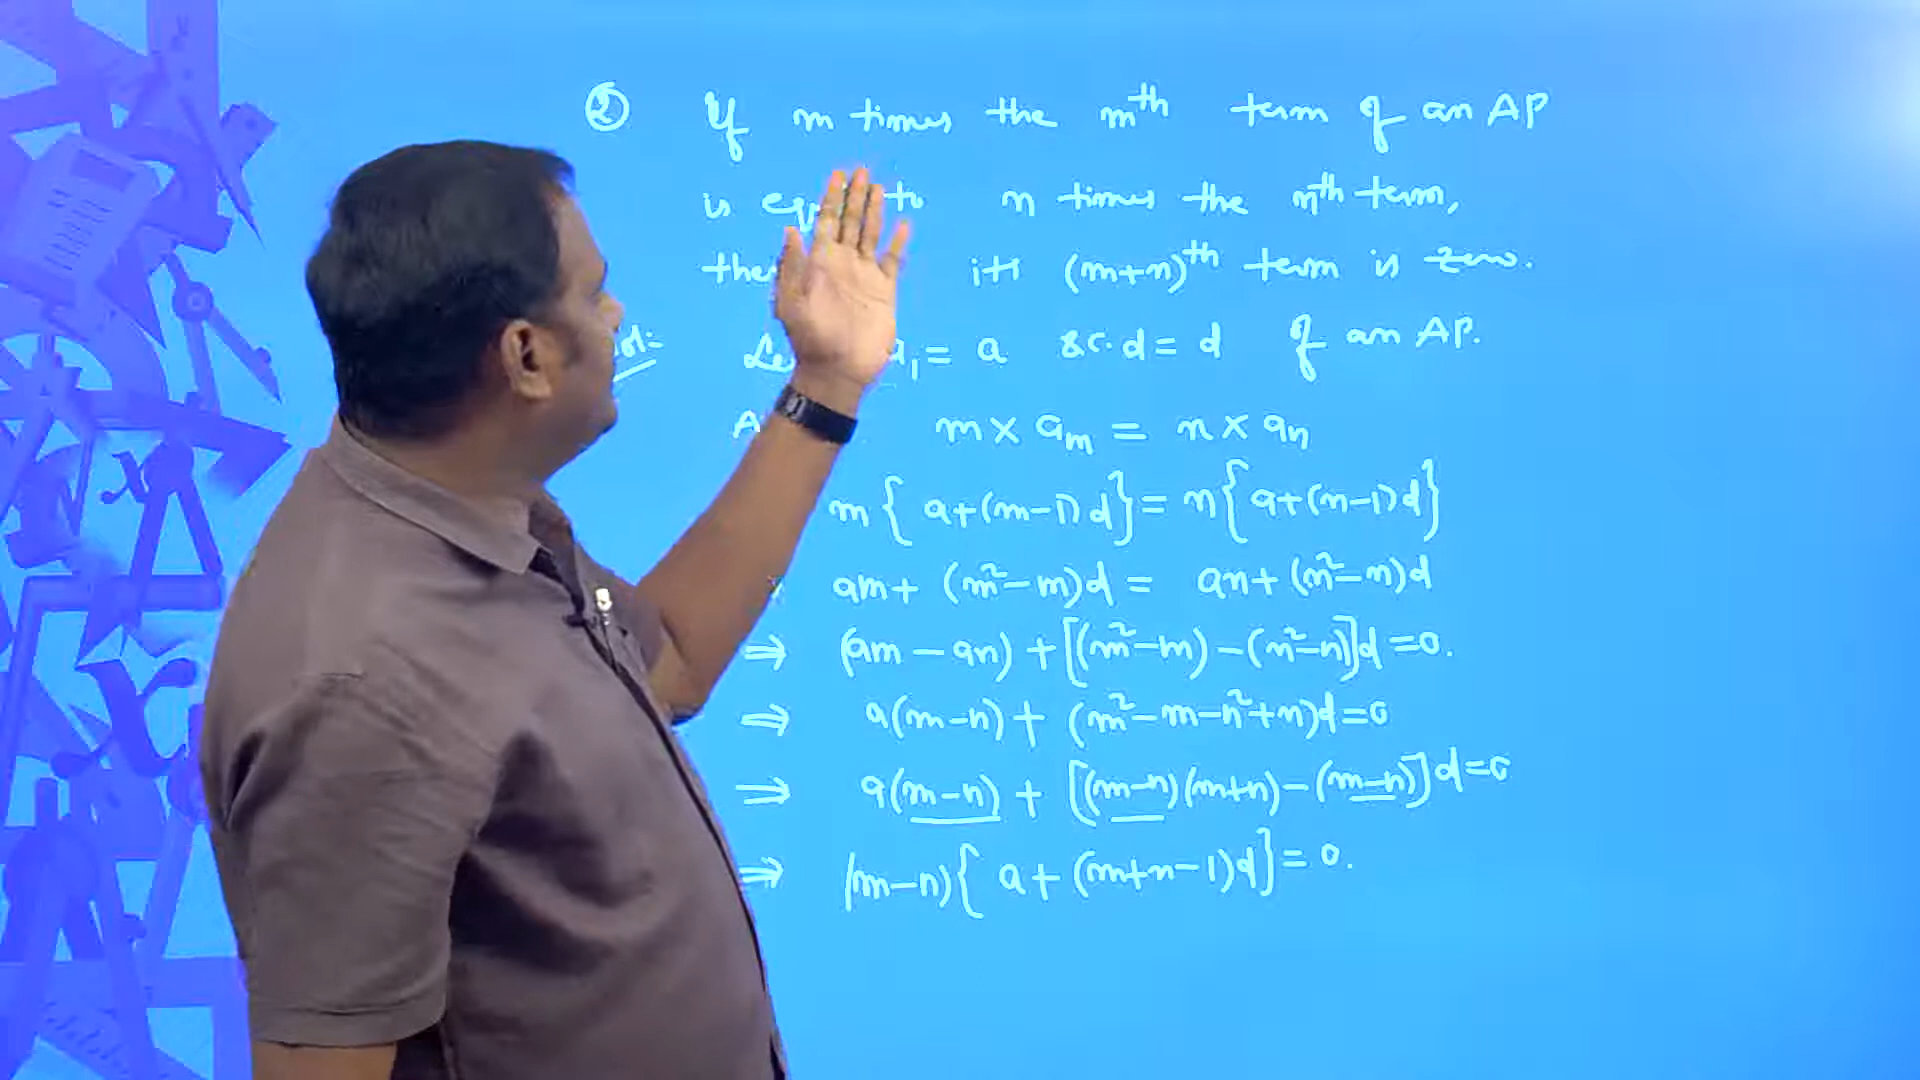 ② If m times the mth term of an AP
is to n times the nth term,
its (m+n)th term is zero.
a₁ = a & c.d = d of an AP.
m × aₘ = n × aₙ
m{ a+(m-1)d} = n{a+(n-1)d}
am+ (m²-m)d = an+(n²-n)d
⇒ (am - an) + [(m²-m)-(n²-n)]d =0.
⇒ a(m-n) + (m²-m-n²+n)d=0
⇒ a(m-n) + [(m-n)(m+n)-(m-n)]d=0
⇒ (m-n){ a+(m+n-1)d}=0.